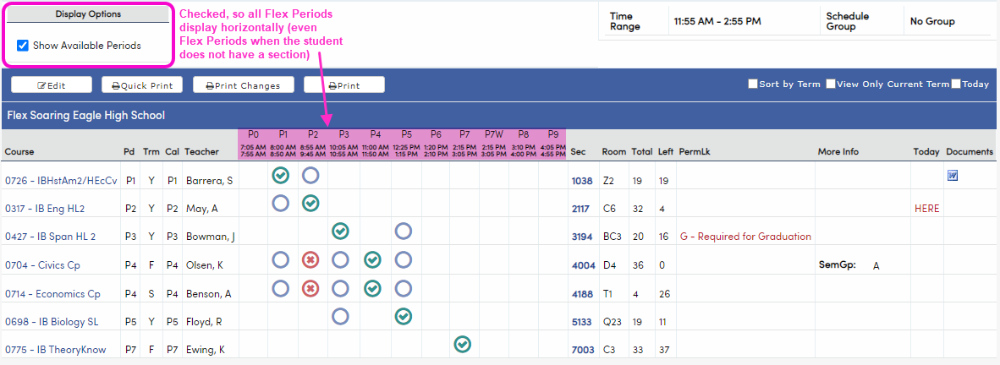 Display Options
Show Available Periods
Checked, so all Flex Periods
display horizontally (even
Flex Periods when the student
does not have a section)
Time Range
11:55 AM - 2:55 PM
Schedule Group
No Group
Edit Quick Print Print Changes Print
Sort by Term View Only Current Term Today
Flex Soaring Eagle High School
P0 P1 P2 P3 P4 P5 P6 P7 P7W P8 P9
7:05 AM 8:00 AM 8:55 AM 10:05 AM 11:00 AM 12:25 PM 1:20 PM 2:15 PM 2:15 PM 3:10 PM 4:05 PM
7:55 AM 8:50 AM 9:45 AM 10:55 AM 11:50 AM 1:15 PM 2:10 PM 3:05 PM 3:05 PM 4:00 PM 4:55 PM
Course Pd Trm Cal Teacher Sec Room Total Left PermLk More Info Today Documents
0726 - IBHstAm2/HEcCv P1 Y P1 Barrera, S 1038 Z2 19 19
0317 - IB Eng HL2 P2 Y P2 May, A 2117 C6 32 4 HERE
0427 - IB Span HL 2 P3 Y P3 Bowman, J 3194 BC3 20 16 G - Required for Graduation
0704 - Civics Cp P4 F P4 Olsen, K 4004 D4 36 0 SemGp: A
0714 - Economics Cp P4 S P4 Benson, A 4188 T1 4 26
0698 - IB Biology SL P5 Y P5 Floyd, R 5133 Q23 19 11
0775 - IB TheoryKnow P7 F P7 Ewing, K 7003 C3 33 37